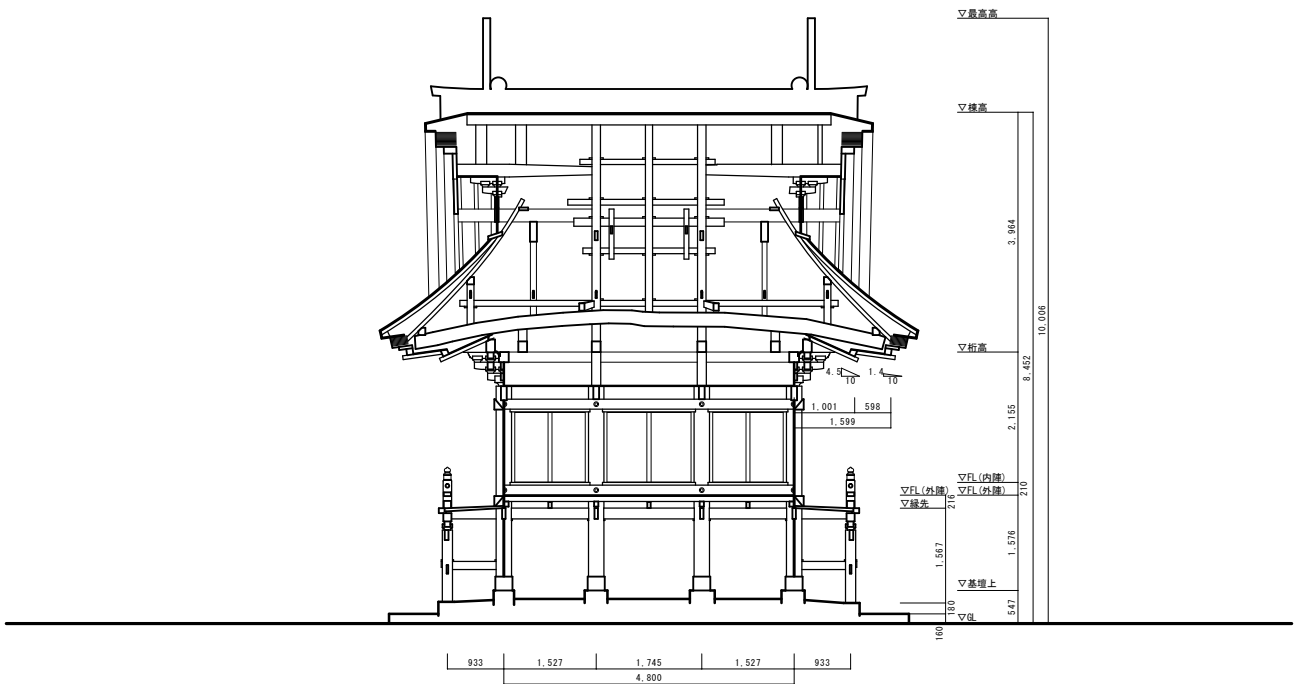 ▽最高高
▽棟高
3,964
10,006
8,452
▽桁高
4.5
10
1.4
10
1,001
598
1,599
2,155
▽FL(内陣)
▽FL(外陣)
▽FL(外陣)
210
▽縁先
216
1,567
1,576
▽基壇上
180
547
▽GL
160
933
1,527
1,745
1,527
933
4,800